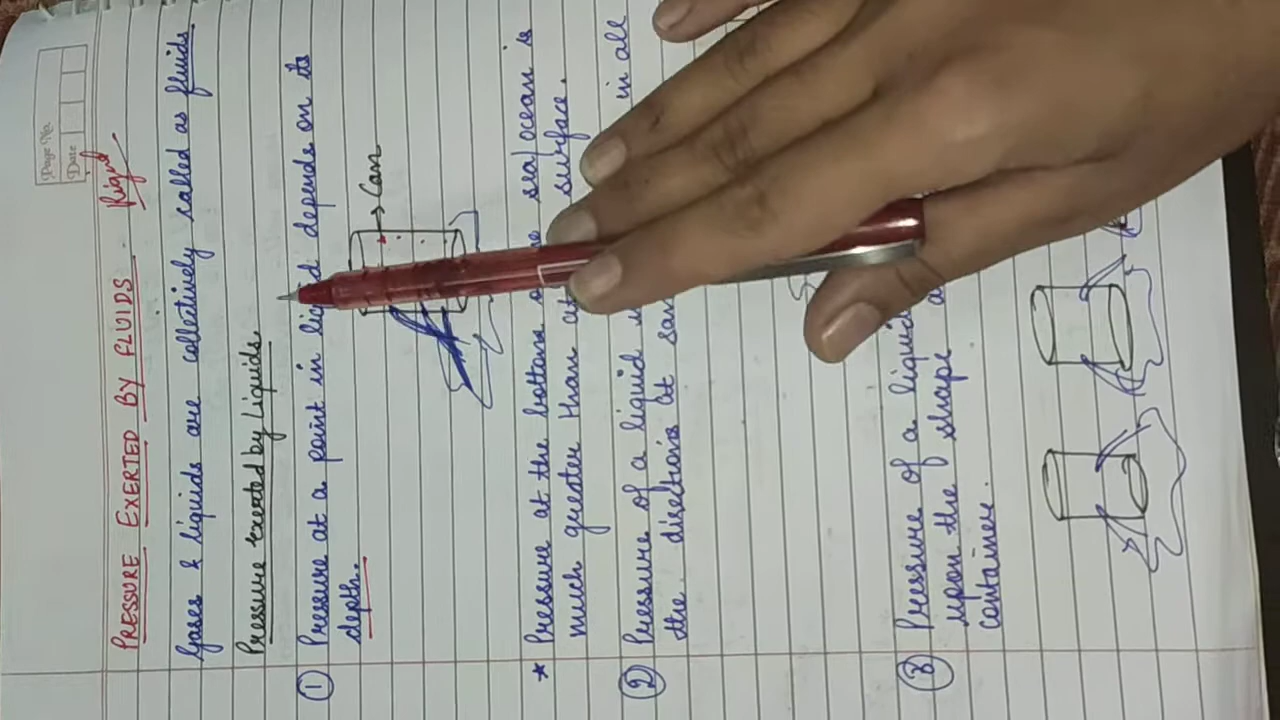 Page No.
Date
PRESSURE EXERTED BY FLUIDS.
Gases & liquids are collectively called as fluids.
Pressure exerted by Liquids.
① Pressure at a point in liquid depends on its
depth.
→ Can
* Pressure at the bottom sea/ocean is
much greater than at surface.
② Pressure of a liquid in all
the directions at
③ Pressure of a liquid
upon the shape
container.